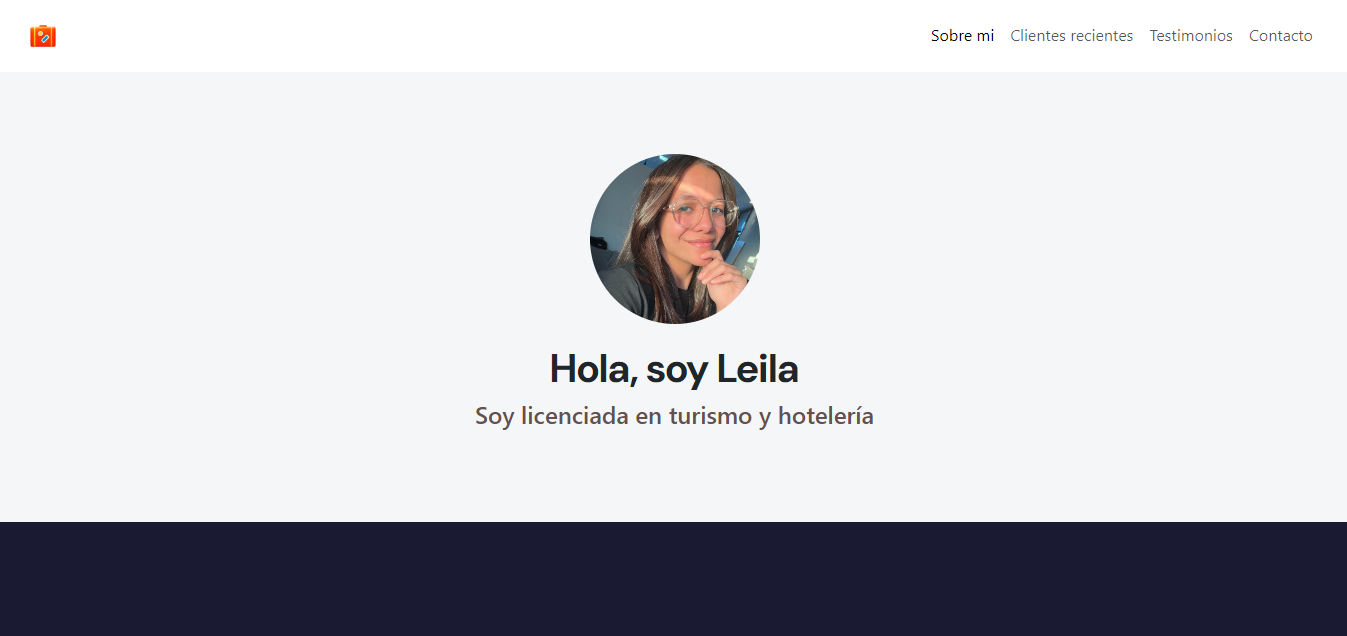 Sobre mi
Clientes recientes
Testimonios
Contacto
Hola, soy Leila
Soy licenciada en turismo y hotelería